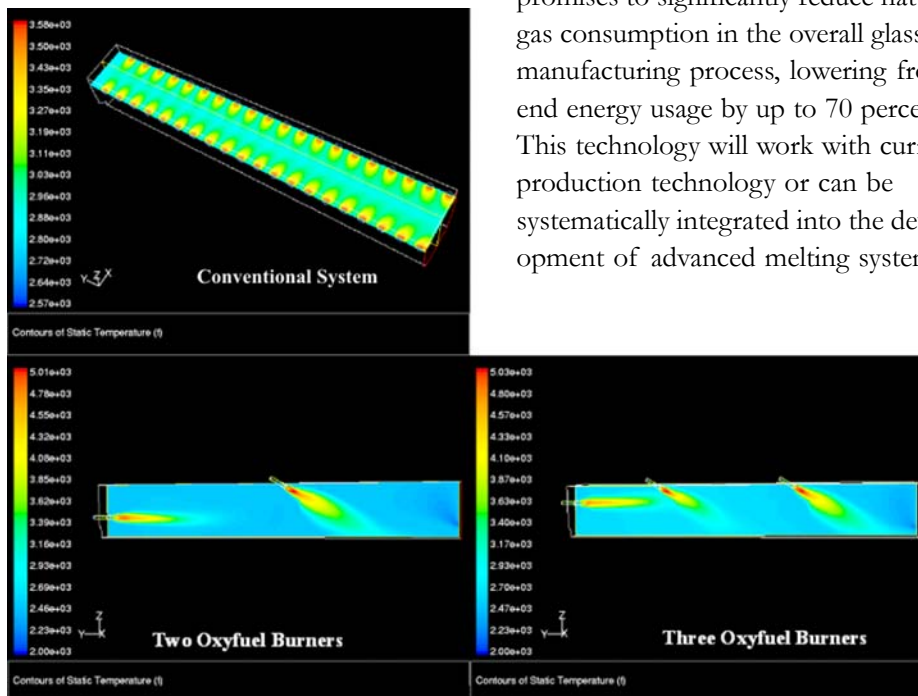 promises to significantly reduce
gas consumption in the overall glass
manufacturing process, lowering
end energy usage by up to 70
This technology will work with
production technology or can be
systematically integrated into the
opment of advanced melting
3.58e+03
3.50e+03
3.43e+03
3.35e+03
3.27e+03
3.19e+03
3.11e+03
3.03e+03
2.96e+03
2.88e+03
2.80e+03
2.72e+03
2.64e+03
2.57e+03
Y Z X
Conventional System
Contours of Static Temperature (f)
5.01e+03
4.78e+03
4.55e+03
4.32e+03
4.08e+03
3.85e+03
3.62e+03
3.39e+03
3.16e+03
2.93e+03
2.69e+03
2.46e+03
2.23e+03
2.00e+03
Z
Y X
Two Oxyfuel Burners
Contours of Static Temperature (f)
5.03e+03
4.80e+03
4.57e+03
4.33e+03
4.10e+03
3.87e+03
3.63e+03
3.40e+03
3.17e+03
2.93e+03
2.70e+03
2.47e+03
2.23e+03
2.00e+03
Z
Y X
Three Oxyfuel Burners
Contours of Static Temperature (f)